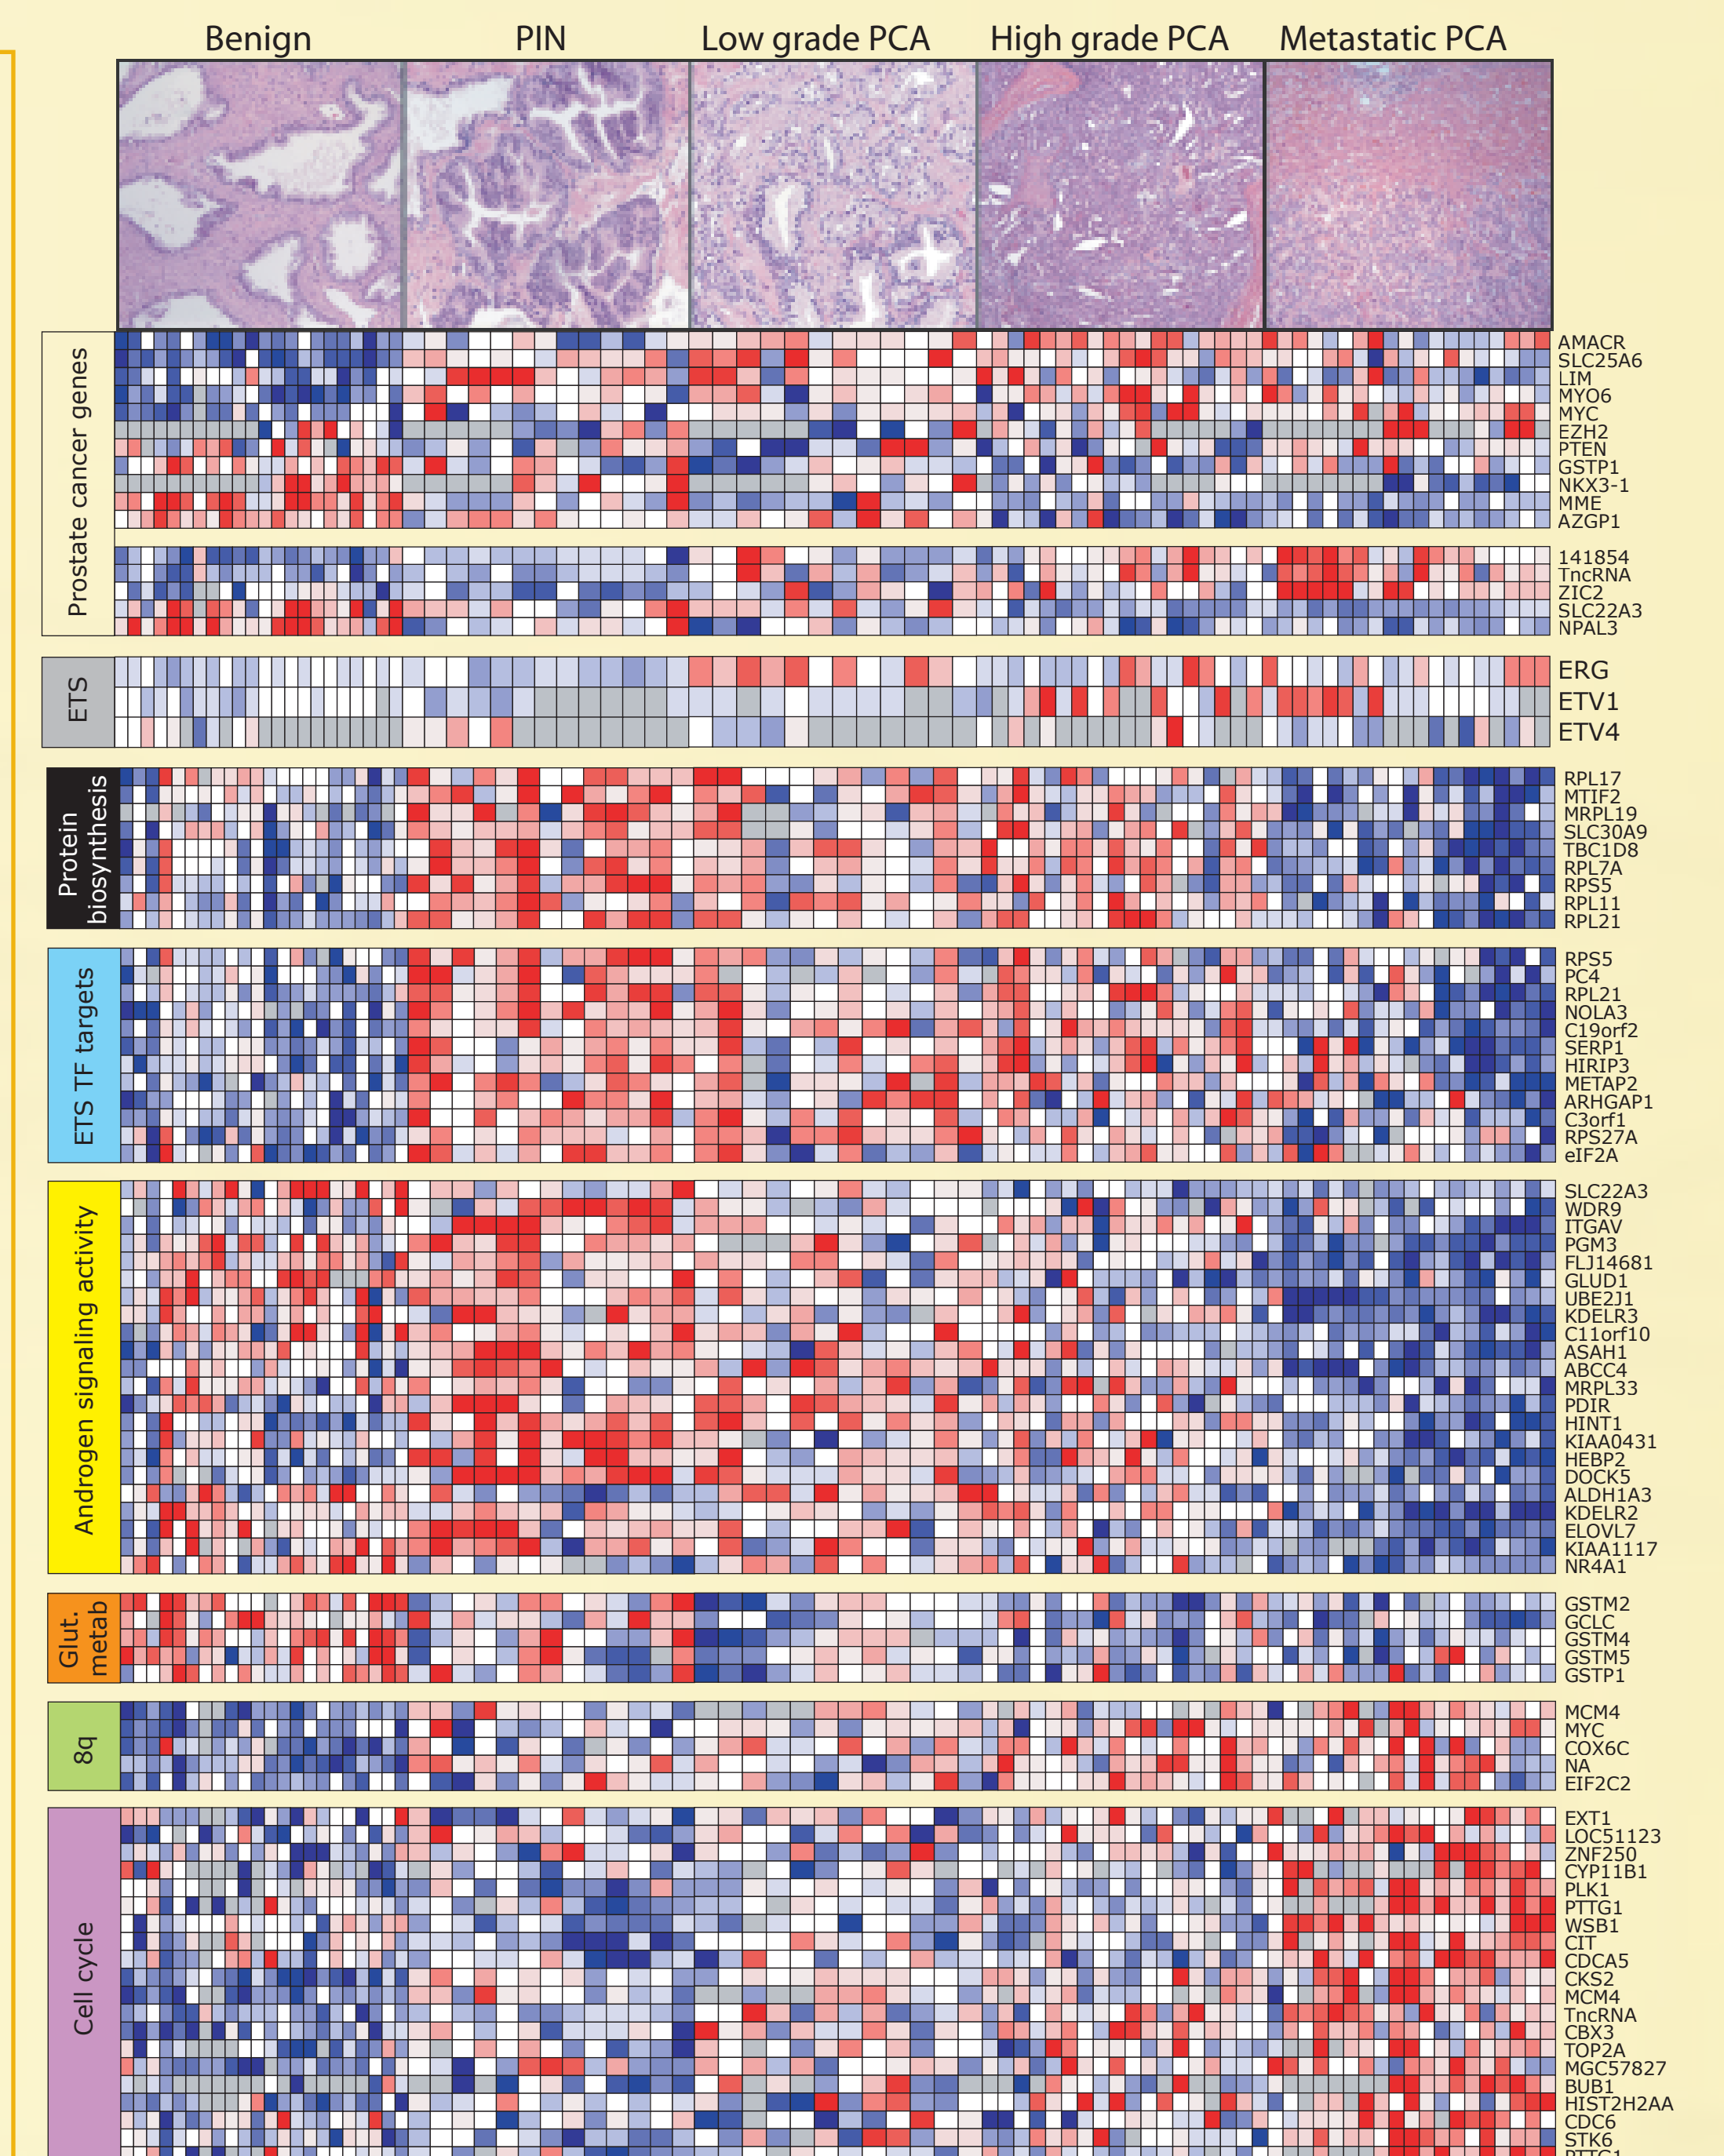 Benign PIN Low grade PCA High grade PCA Metastatic PCA
Prostate cancer genes
AMACR
SLC25A6
LIM
MYO6
MYC
EZH2
PTEN
GSTP1
NKX3-1
MME
AZGP1
141854
TncRNA
ZIC2
SLC22A3
NPAL3
ETS
ERG
ETV1
ETV4
Protein
biosynthesis
RPL17
MTIF2
MRPL19
SLC30A9
TBC1D8
RPL7A
RPS5
RPL11
RPL21
ETS TF targets
RPS5
PC4
RPL21
NOLA3
C19orf2
SERP1
HIRIP3
METAP2
ARHGAP1
C3orf1
RPS27A
eIF2A
Androgen signaling activity
SLC22A3
WDR9
ITGAV
PGM3
FLJ14681
GLUD1
UBE2J1
KDELR3
C11orf10
ASAH1
ABCC4
MRPL33
PDIR
HINT1
KIAA0431
HEBP2
DOCK5
ALDH1A3
KDELR2
ELOVL7
KIAA1117
NR4A1
Glut.
metab
GSTM2
GCLC
GSTM4
GSTM5
GSTP1
8q
MCM4
MYC
COX6C
NA
EIF2C2
Cell cycle
EXT1
LOC51123
ZNF250
CYP11B1
PLK1
PTTG1
WSB1
CIT
CDCA5
CKS2
MCM4
TncRNA
CBX3
TOP2A
MGC57827
BUB1
HIST2H2AA
CDC6
STK6
PTTG1